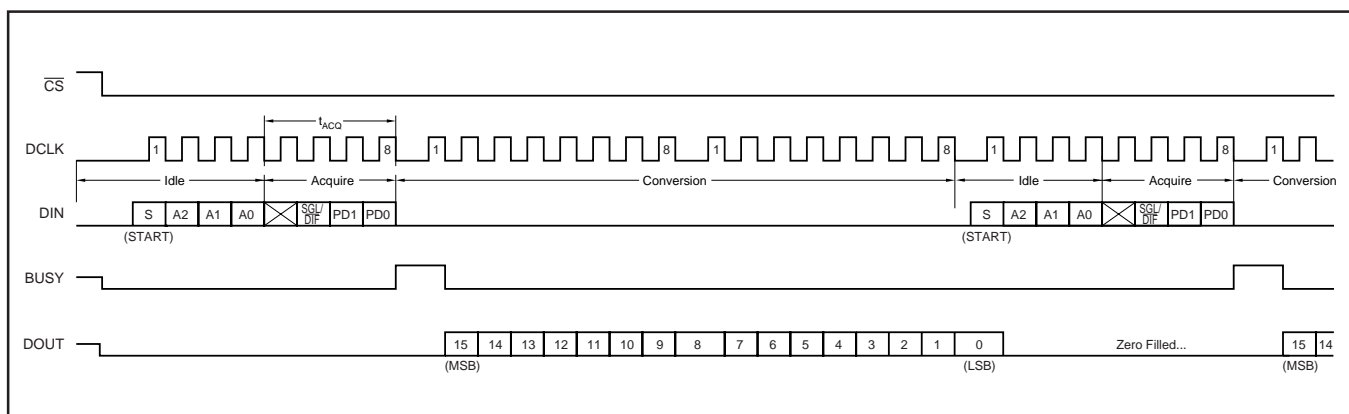 CS
tACQ
DCLK 1 8 1 8 1 8 1 8 1
Idle Acquire Conversion Idle Acquire Conversion
DIN S A2 A1 A0 SGL/DIF PD1 PD0 S A2 A1 A0 SGL/DIF PD1 PD0
(START) (START)
BUSY
DOUT 15 14 13 12 11 10 9 8 7 6 5 4 3 2 1 0 Zero Filled... 15 14
(MSB) (LSB) (MSB)